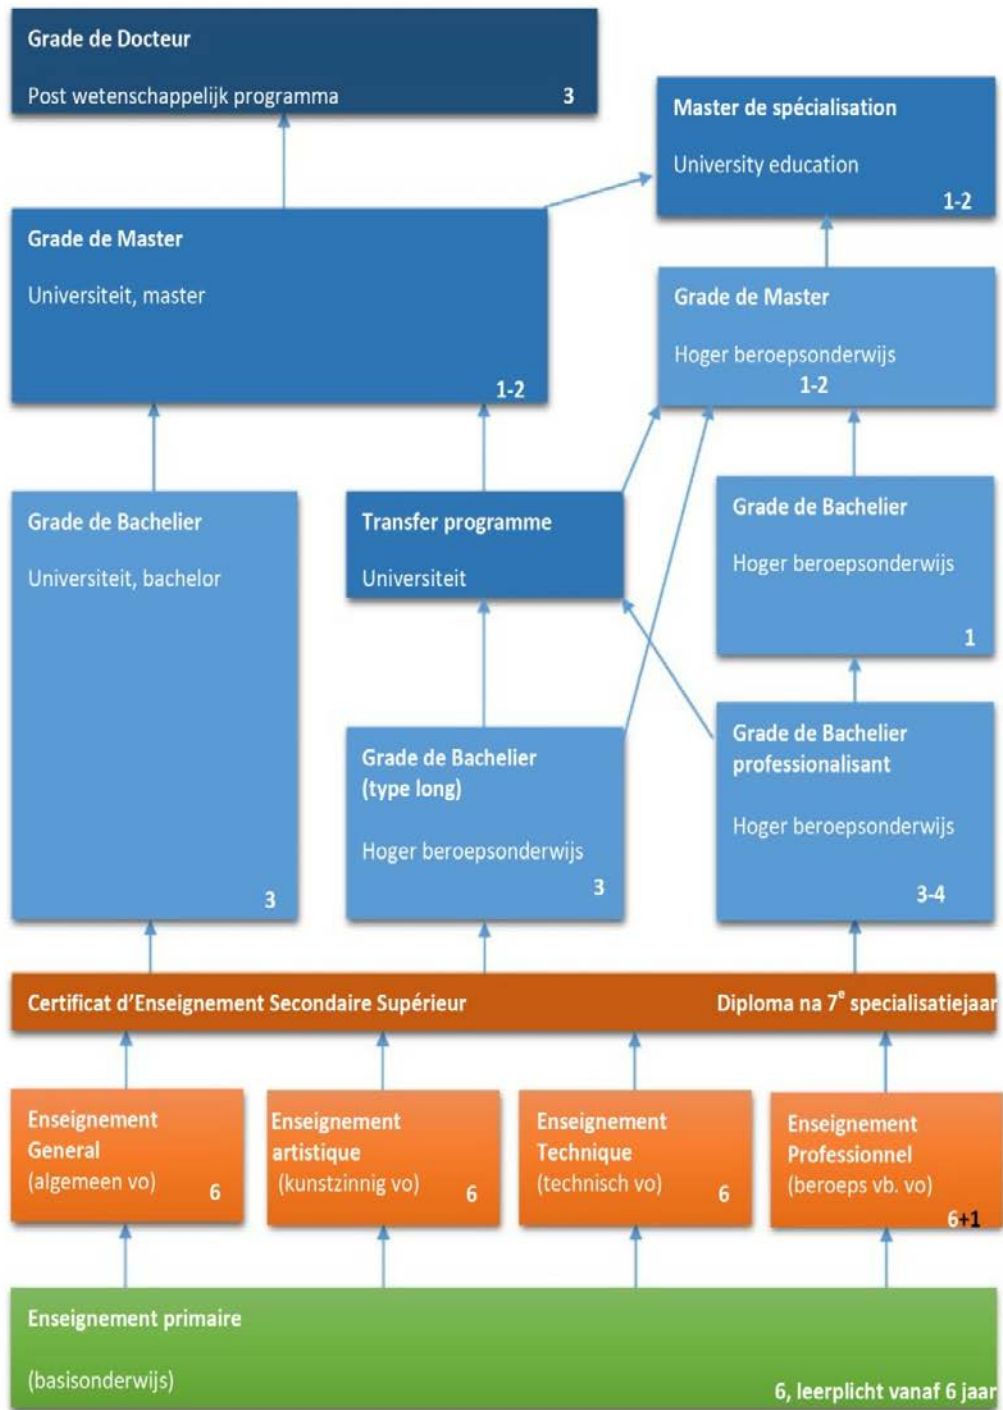 Grade de Docteur
Post wetenschappelijk programma 3
Master de spécialisation
University education
1-2
Grade de Master
Universiteit, master
1-2
Grade de Master
Hoger beroepsonderwijs
1-2
Grade de Bachelier
Universiteit, bachelor
3
Transfer programme
Universiteit
Grade de Bachelier
Hoger beroepsonderwijs
1
Grade de Bachelier
(type long)
Hoger beroepsonderwijs
3
Grade de Bachelier
professionalisant
Hoger beroepsonderwijs
3-4
Certificat d’Enseignement Secondaire Supérieur Diploma na 7e specialisatiejaar
Enseignement
General
(algemeen vo) 6
Enseignement
artistique
(kunstzinnig vo) 6
Enseignement
Technique
(technisch vo) 6
Enseignement
Professionnel
(beroeps vb. vo)
6+1
Enseignement primaire
(basisonderwijs)
6, leerplicht vanaf 6 jaar